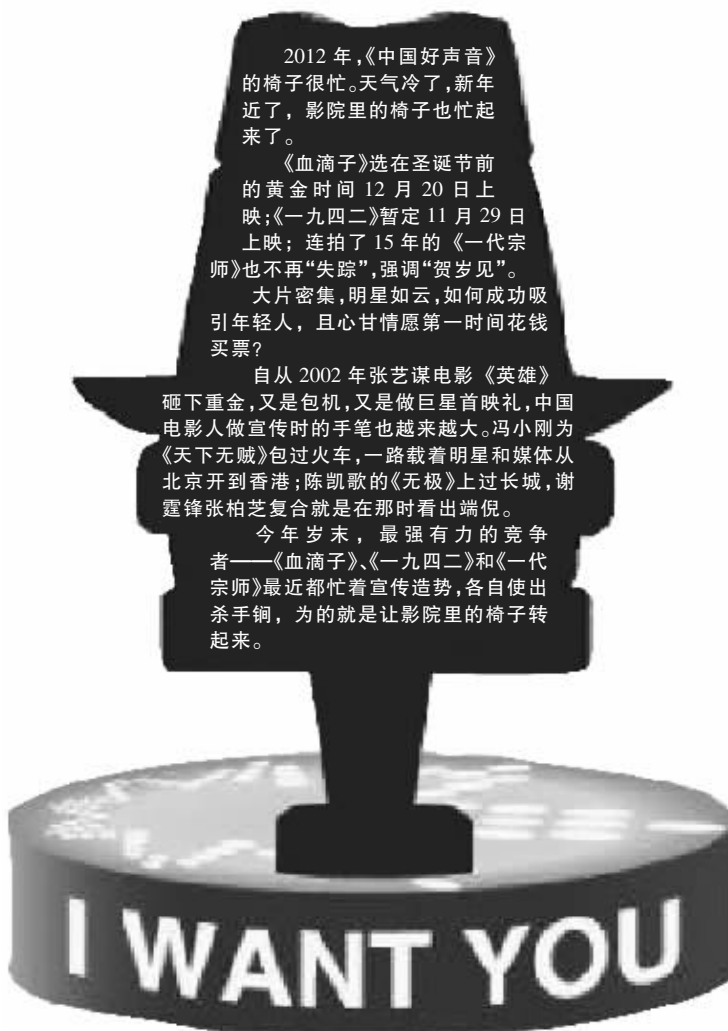 2012 年，《中国好声音》
的椅子很忙。天气冷了，新年
近了，影院里的椅子也忙起
来了。
《血滴子》选在圣诞节前
的黄金时间 12 月 20 日上
映；《一九四二》暂定 11 月 29 日
上映；连拍了 15 年的《一代宗
师》也不再“失踪”，强调“贺岁见”。
大片密集，明星如云，如何成功吸
引年轻人，且心甘情愿第一时间花钱
买票？
自从 2002 年张艺谋电影《英雄》
砸下重金，又是包机，又是做巨星首映礼，中国
电影人做宣传时的手笔也越来越大。冯小刚为
《天下无贼》包过火车，一路载着明星和媒体从
北京开到香港；陈凯歌的《无极》上过长城，谢
霆锋张柏芝复合就是在那时看出端倪。
今年岁末，最强有力的竞争
者——《血滴子》、《一九四二》和《一代
宗师》最近都忙着宣传造势，各自使出
杀手锏，为的就是让影院里的椅子转
起来。
I WANT YOU